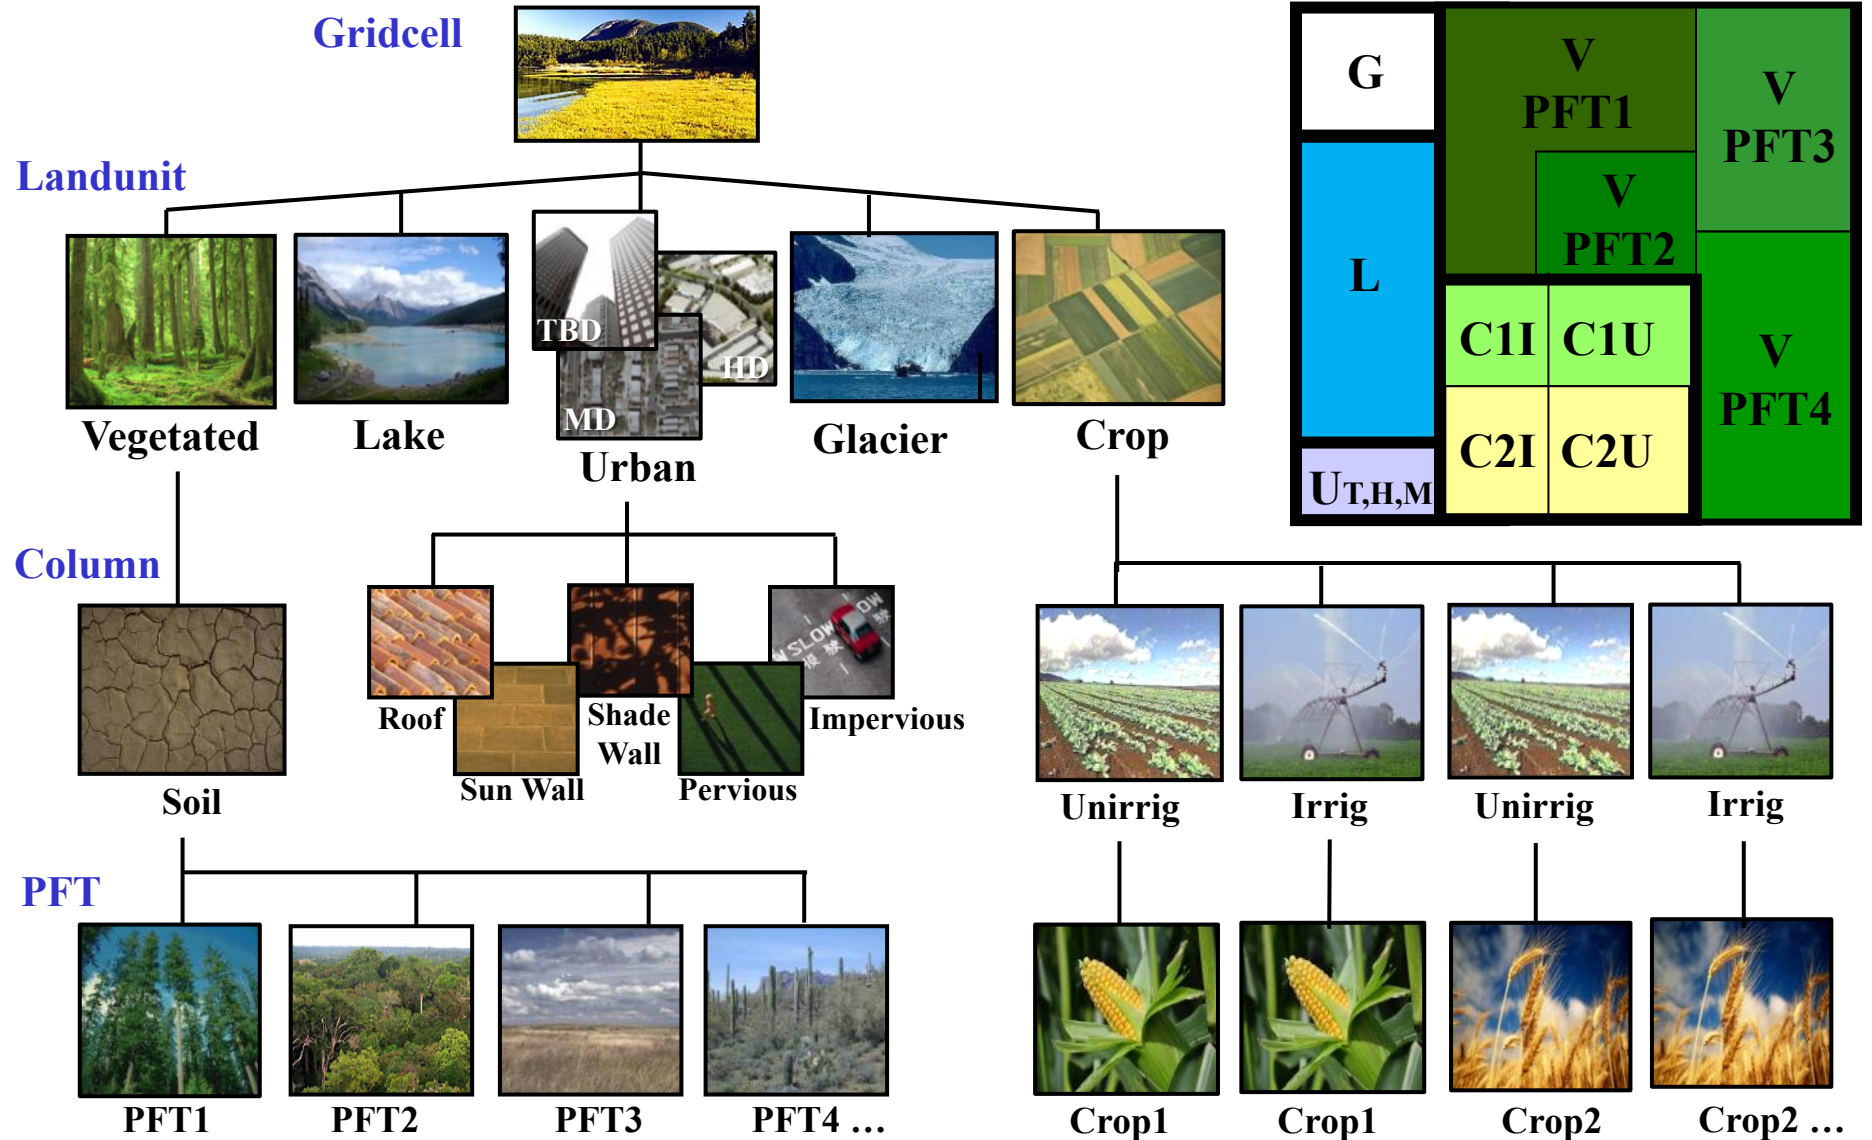 Gridcell
G
V
PFT1
V
PFT3
Landunit
V
PFT2
L
TBD
HD
MD
C1I
C1U
V
PFT4
Vegetated
Lake
Urban
Glacier
Crop
C2I
C2U
UT,H,M
Column
SLOW
OW
Roof
Shade
Wall
Impervious
Sun Wall
Pervious
Soil
Unirrig
Irrig
Unirrig
Irrig
PFT
PFT1
PFT2
PFT3
PFT4 ...
Crop1
Crop1
Crop2
Crop2 ...